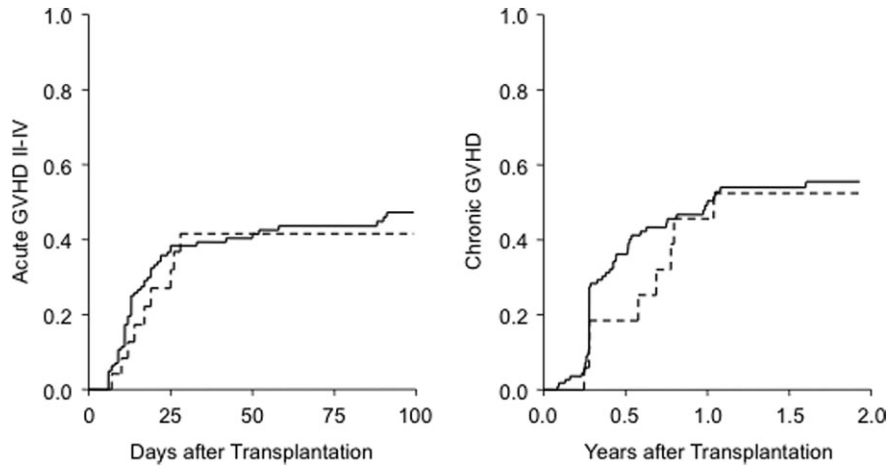 Acute GVHD II-IV
1.0
0.8
0.6
0.4
0.2
0.0
0 25 50 75 100
Days after Transplantation
Chronic GVHD
1.0
0.8
0.6
0.4
0.2
0.0
0.0 0.5 1.0 1.5 2.0
Years after Transplantation